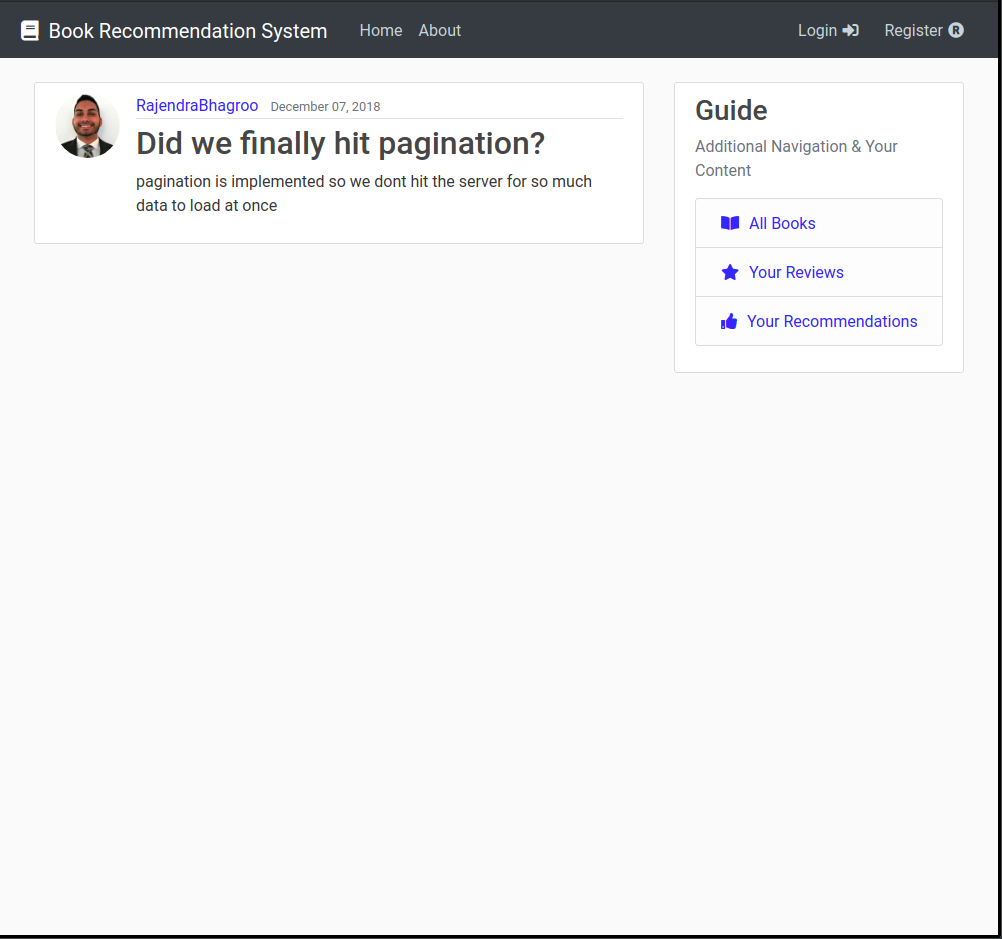 Book Recommendation System Home About Login Register
RajendraBhagroo December 07, 2018
Did we finally hit pagination?
pagination is implemented so we dont hit the server for so much
data to load at once
Guide
Additional Navigation & Your
Content
All Books
Your Reviews
Your Recommendations